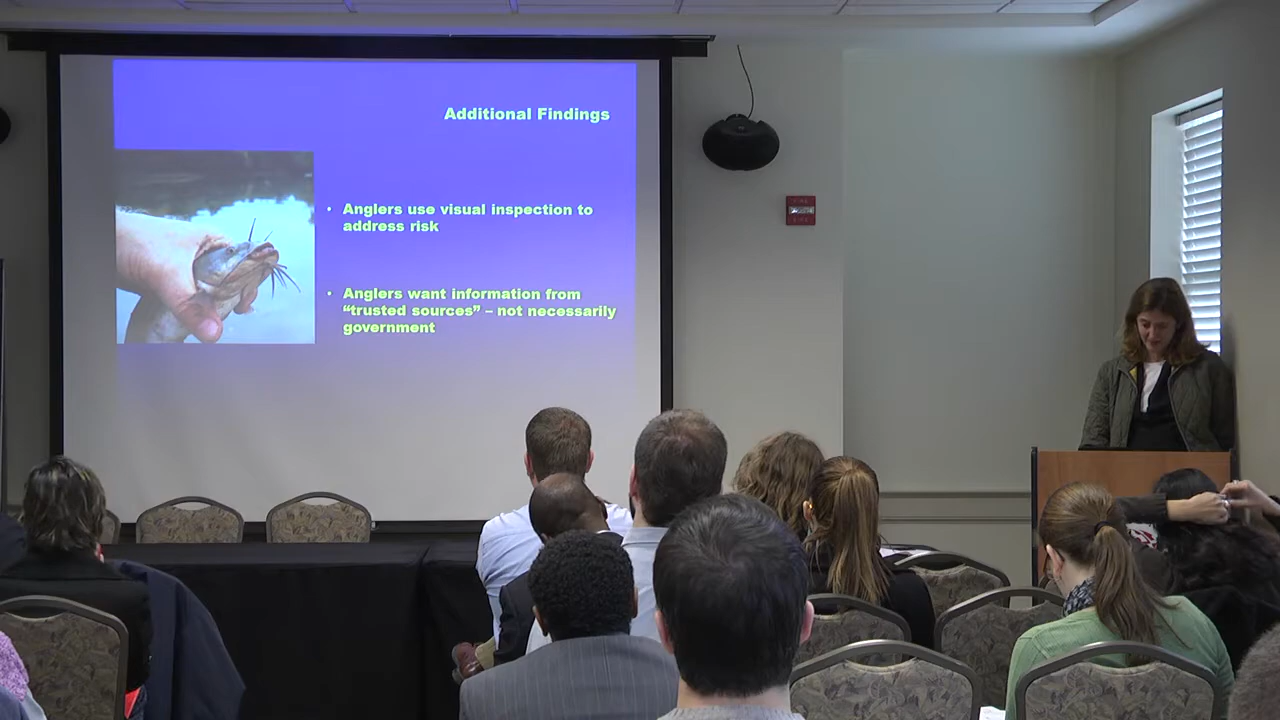 Additional Findings
• Anglers use visual inspection to
address risk
• Anglers want information from
“trusted sources” – not necessarily
government